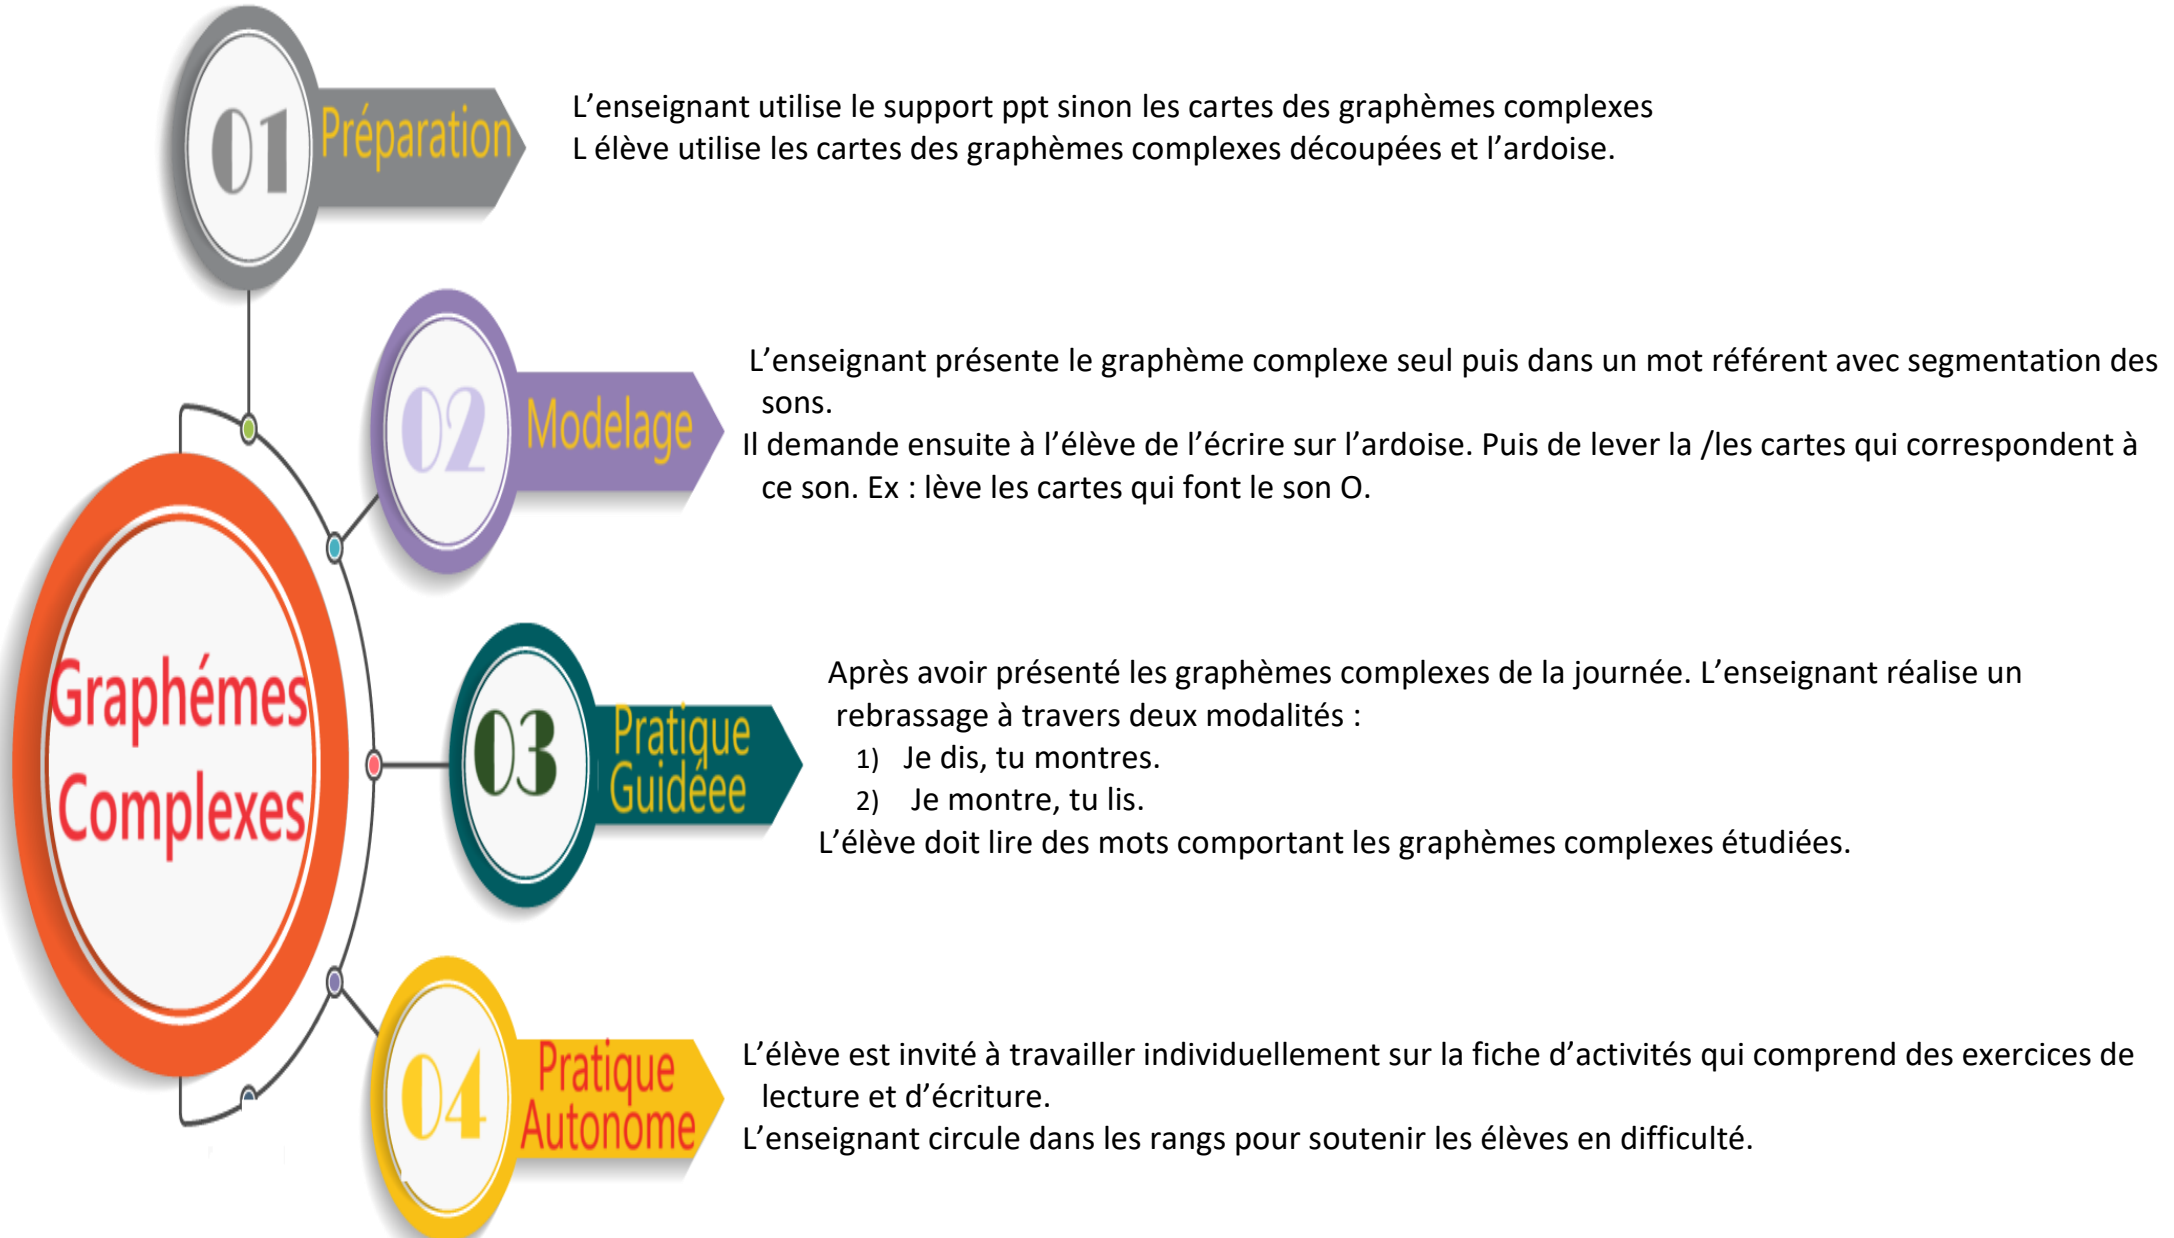 01
Préparation
L’enseignant utilise le support ppt sinon les cartes des graphèmes complexes
L élève utilise les cartes des graphèmes complexes découpées et l’ardoise.
02
Modelage
L’enseignant présente le graphème complexe seul puis dans un mot référent avec segmentation des
sons.
Il demande ensuite à l’élève de l’écrire sur l’ardoise. Puis de lever la /les cartes qui correspondent à
ce son. Ex : lève les cartes qui font le son O.
Graphémes
Complexes
03
Pratique
Guidéee
Après avoir présenté les graphèmes complexes de la journée. L’enseignant réalise un
rebrassage à travers deux modalités :
1) Je dis, tu montres.
2) Je montre, tu lis.
L’élève doit lire des mots comportant les graphèmes complexes étudiées.
04
Pratique
Autonome
L’élève est invité à travailler individuellement sur la fiche d’activités qui comprend des exercices de
lecture et d’écriture.
L’enseignant circule dans les rangs pour soutenir les élèves en difficulté.